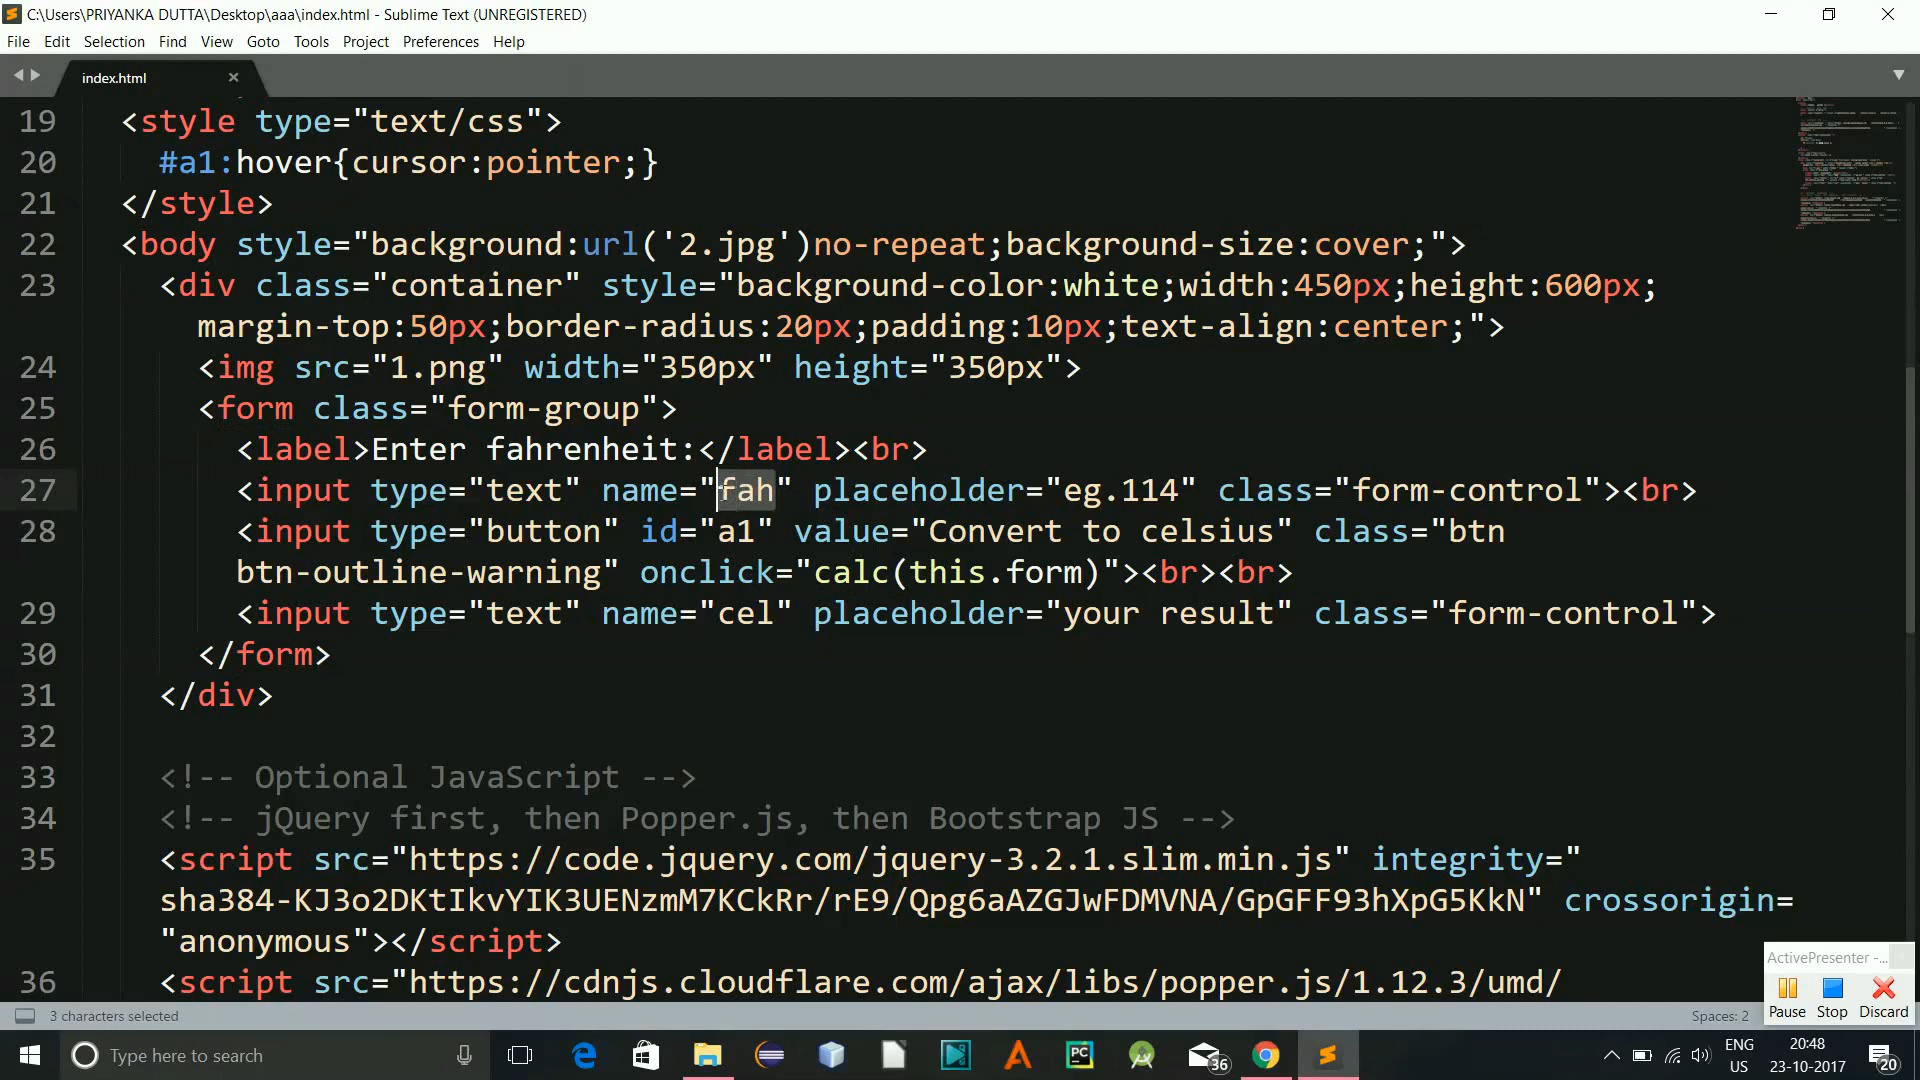 C:\Users\PRIYANKA DUTTA\Desktop\aaa\index.html - Sublime Text (UNREGISTERED)
File Edit Selection Find View Goto Tools Project Preferences Help
index.html
19 <style type="text/css">
20 #a1:hover{cursor:pointer;}
21 </style>
22 <body style="background:url('2.jpg')no-repeat;background-size:cover;">
23 <div class="container" style="background-color:white;width:450px;height:600px;
margin-top:50px;border-radius:20px;padding:10px;text-align:center;">
24 <img src="1.png" width="350px" height="350px">
25 <form class="form-group">
26 <label>Enter fahrenheit:</label><br>
27 <input type="text" name="fah" placeholder="eg.114" class="form-control"><br>
28 <input type="button" id="a1" value="Convert to celsius" class="btn
btn-outline-warning" onclick="calc(this.form)"><br><br>
29 <input type="text" name="cel" placeholder="your result" class="form-control">
30 </form>
31 </div>
32
33 <!-- Optional JavaScript -->
34 <!-- jQuery first, then Popper.js, then Bootstrap JS -->
35 <script src="https://code.jquery.com/jquery-3.2.1.slim.min.js" integrity="
sha384-KJ3o2DKtIkvYIK3UENzmM7KCkRr/rE9/Qpg6aAZGJwFDMVNA/GpGFF93hXpG5KkN" crossorigin=
"anonymous"></script>
36 <script src="https://cdnjs.cloudflare.com/ajax/libs/popper.js/1.12.3/umd/
ActivePresenter -...
Pause Stop Discard
3 characters selected
Spaces: 2
Type here to search
PC
36
ENG
US
20:48
23-10-2017
20